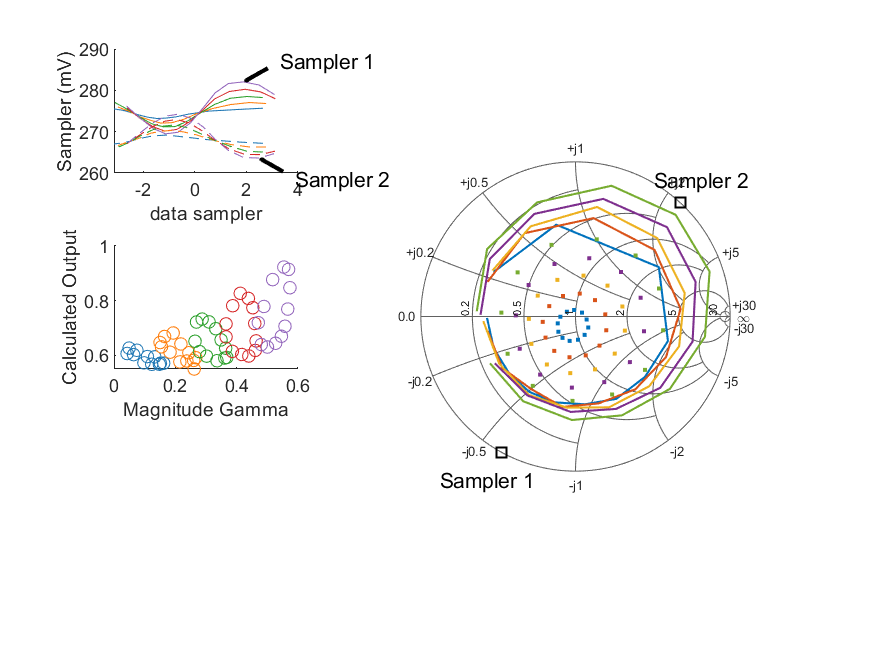 290
280
270
260
Sampler (mV)
Sampler 1
Sampler 2
-2
0
2
4
data sampler
1
0.8
0.6
Calculated Output
0
0.2
0.4
0.6
Magnitude Gamma
+j1
+j0.5
Sampler 2
+j0.2
+j5
0.0
0.2
0.5
1
2
5
30
+j30
∞
-j30
-j0.2
-j5
-j0.5
-j2
Sampler 1
-j1